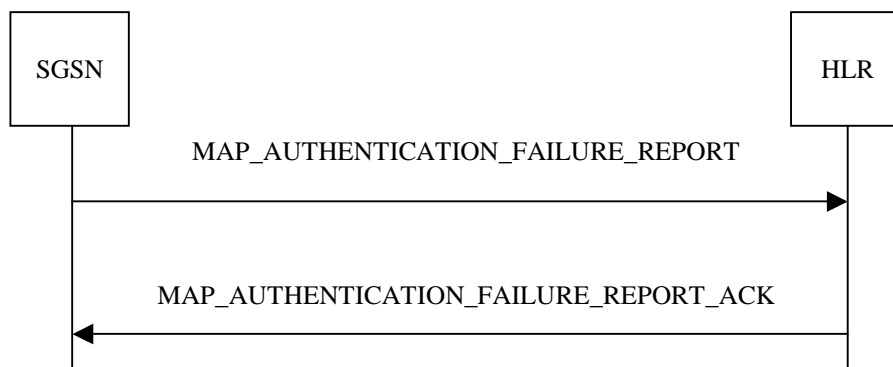 SGSN
HLR
MAP_AUTHENTICATION_FAILURE_REPORT
MAP_AUTHENTICATION_FAILURE_REPORT_ACK